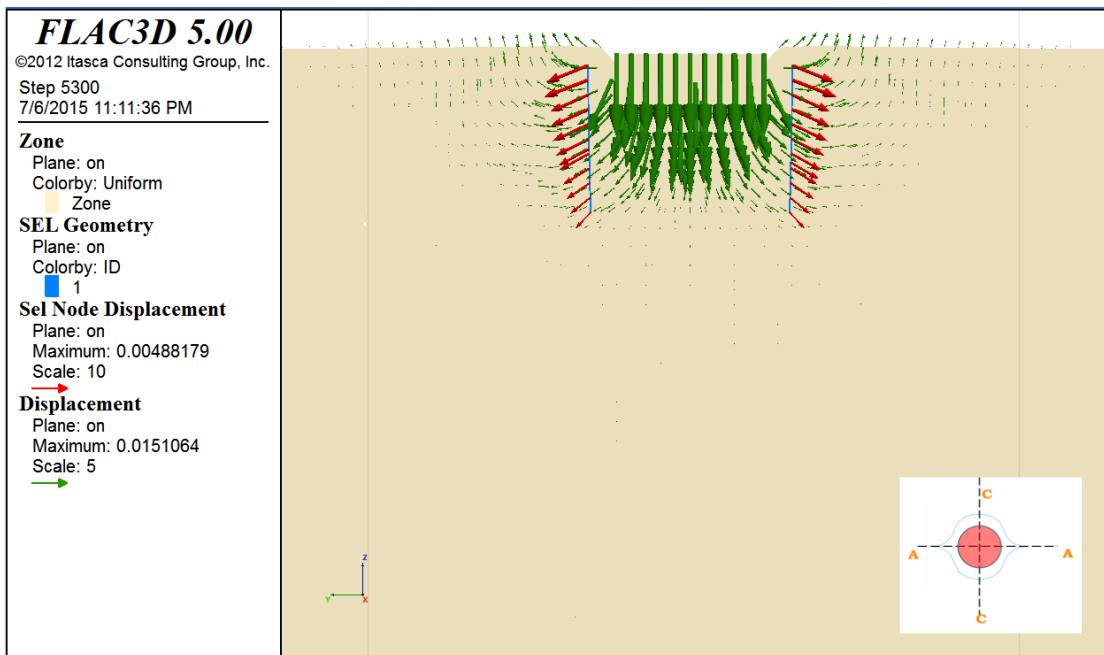 FLAC3D 5.00
©2012 Itasca Consulting Group, Inc.
Step 5300
7/6/2015 11:11:36 PM
Zone
Plane: on
Colorby: Uniform
Zone
SEL Geometry
Plane: on
Colorby: ID
1
Sel Node Displacement
Plane: on
Maximum: 0.00488179
Scale: 10
Displacement
Plane: on
Maximum: 0.0151064
Scale: 5
Z
Y
X
C
A
A
C